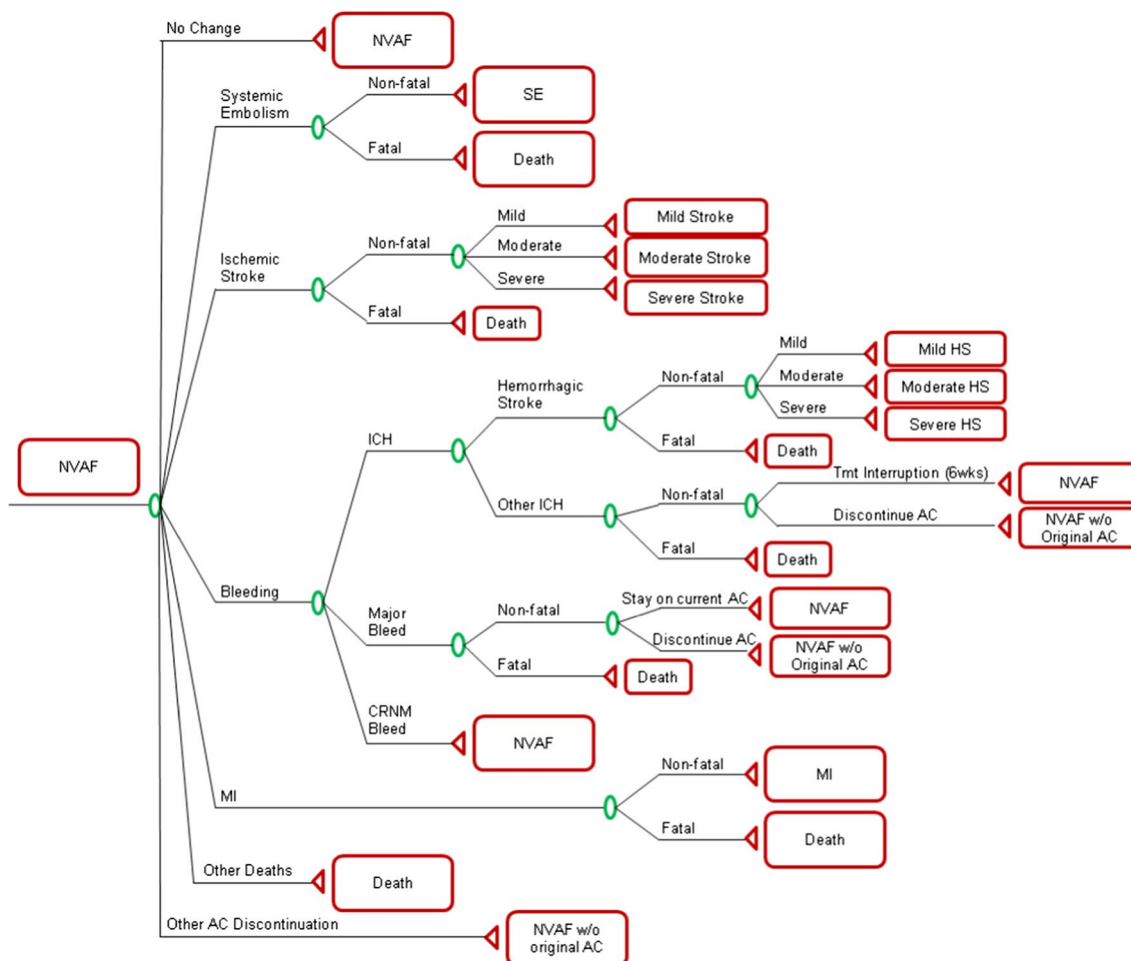 No Change
NVAF
Non-fatal
SE
Systemic
Embolism
Fatal
Death
Mild
Mild Stroke
Non-fatal
Moderate
Moderate Stroke
Ischemic
Stroke
Severe
Severe Stroke
Fatal
Death
Mild
Mild HS
Non-fatal
Moderate
Moderate HS
Hemorrhagic
Stroke
Severe
Severe HS
ICH
Fatal
Death
NVAF
Tmt Interruption (6wks)
NVAF
Other ICH
Non-fatal
Discontinue AC
NVAF w/o
Original AC
Fatal
Death
Bleeding
Stay on current AC
NVAF
Major
Bleed
Non-fatal
Discontinue AC
NVAF w/o
Original AC
Fatal
Death
CRNM
Bleed
NVAF
MI
Non-fatal
MI
Fatal
Death
Other Deaths
Death
Other AC Discontinuation
NVAF w/o
original AC